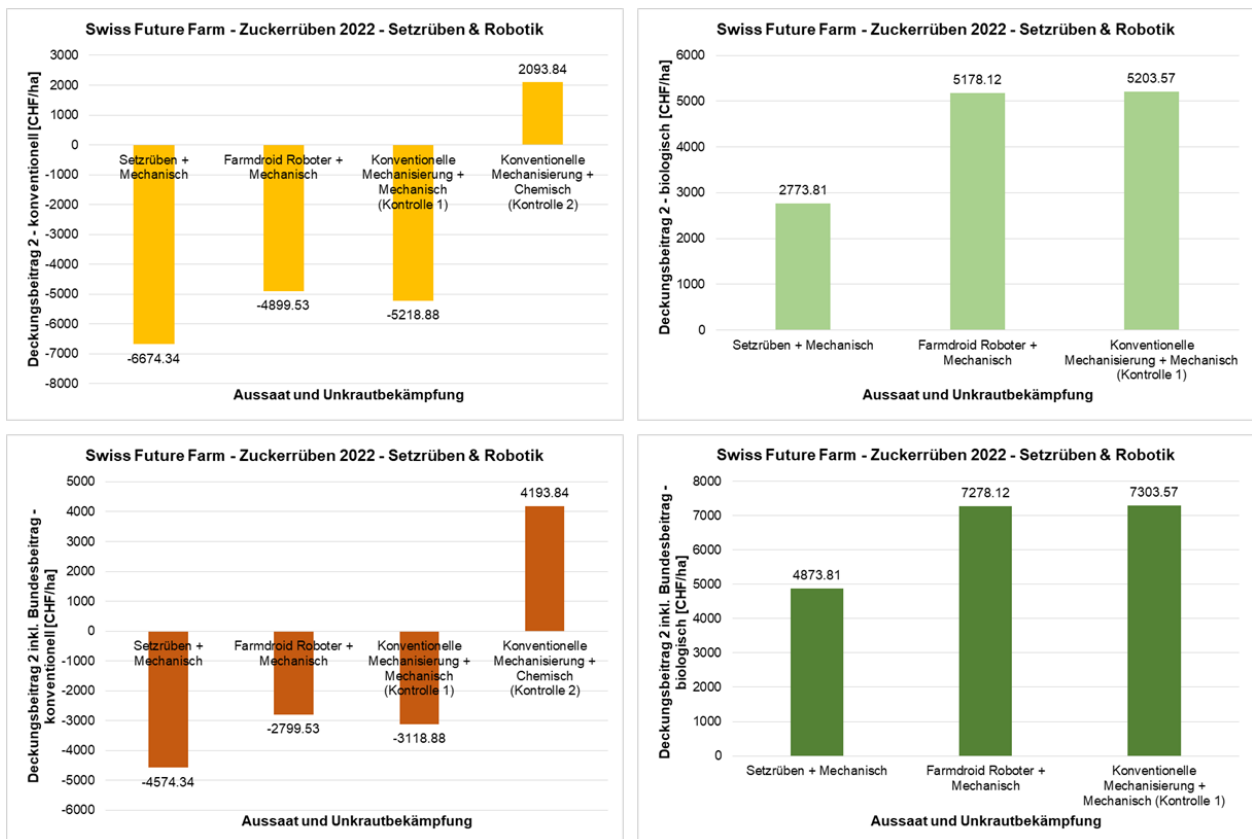 Swiss Future Farm - Zuckerrüben 2022 - Setzrüben & Robotik
Deckungsbeitrag 2 - konventionell [CHF/ha]
3000
2000
1000
0
-1000
-2000
-3000
-4000
-5000
-6000
-7000
-8000
2093.84
-6674.34
-4899.53
-5218.88
Setzrüben +
Mechanisch
Farmdroid Roboter +
Mechanisch
Konventionelle
Mechanisierung +
Mechanisch
(Kontrolle 1)
Konventionelle
Mechanisierung +
Chemisch
(Kontrolle 2)
Aussaat und Unkrautbekämpfung
Swiss Future Farm - Zuckerrüben 2022 - Setzrüben & Robotik
Deckungsbeitrag 2 - biologisch [CHF/ha]
6000
5000
4000
3000
2000
1000
0
2773.81
5178.12
5203.57
Setzrüben + Mechanisch
Farmdroid Roboter +
Mechanisch
Konventionelle
Mechanisierung + Mechanisch
(Kontrolle 1)
Aussaat und Unkrautbekämpfung
Swiss Future Farm - Zuckerrüben 2022 - Setzrüben & Robotik
Deckungsbeitrag 2 inkl. Bundesbeitrag -
konventionell [CHF/ha]
5000
4000
3000
2000
1000
0
-1000
-2000
-3000
-4000
-5000
-6000
4193.84
-4574.34
-2799.53
-3118.88
Setzrüben +
Mechanisch
Farmdroid Roboter +
Mechanisch
Konventionelle
Mechanisierung +
Mechanisch
(Kontrolle 1)
Konventionelle
Mechanisierung +
Chemisch
(Kontrolle 2)
Aussaat und Unkrautbekämpfung
Swiss Future Farm - Zuckerrüben 2022 - Setzrüben & Robotik
Deckungsbeitrag 2 inkl. Bundesbeitrag -
biologisch [CHF/ha]
8000
7000
6000
5000
4000
3000
2000
1000
0
4873.81
7278.12
7303.57
Setzrüben + Mechanisch
Farmdroid Roboter +
Mechanisch
Konventionelle
Mechanisierung +
Mechanisch (Kontrolle 1)
Aussaat und Unkrautbekämpfung